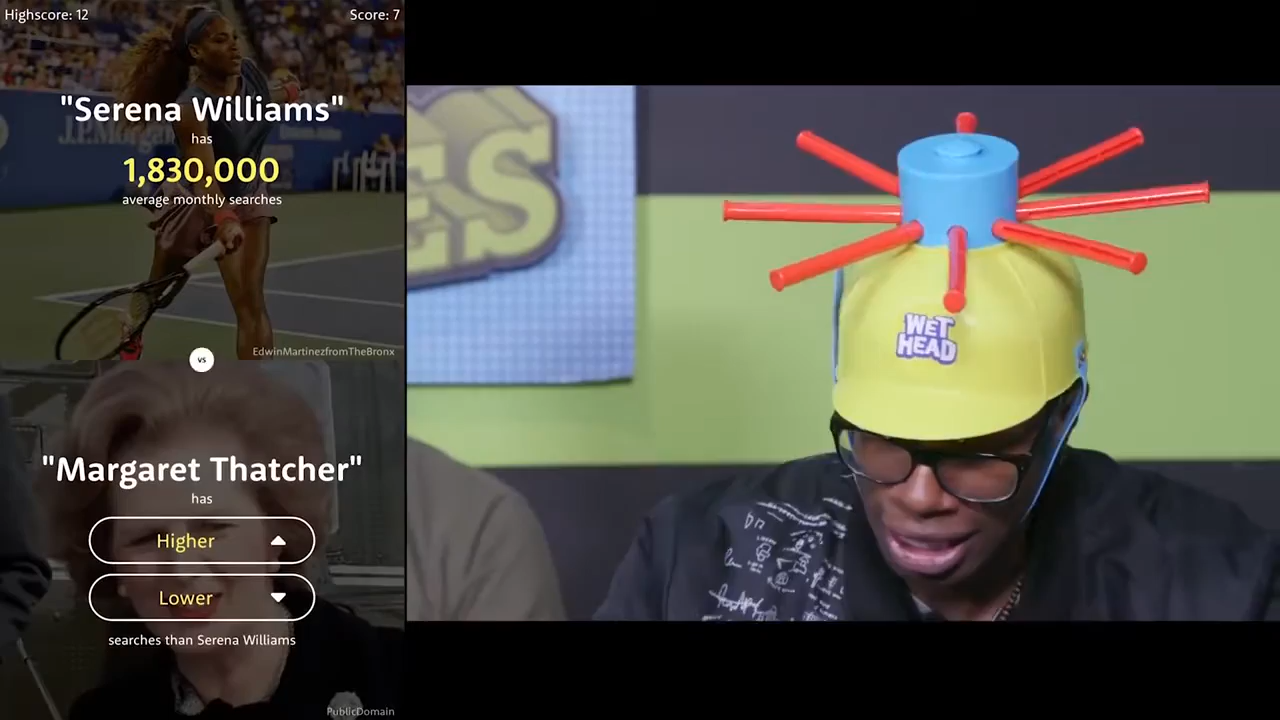 Highscore: 12
Score: 7
"Serena Williams"
has
1,830,000
average monthly searches
EdwinMartinezfromTheBronx
vs
"Margaret Thatcher"
has
Higher
Lower
searches than Serena Williams
PublicDomain
WET
HEAD